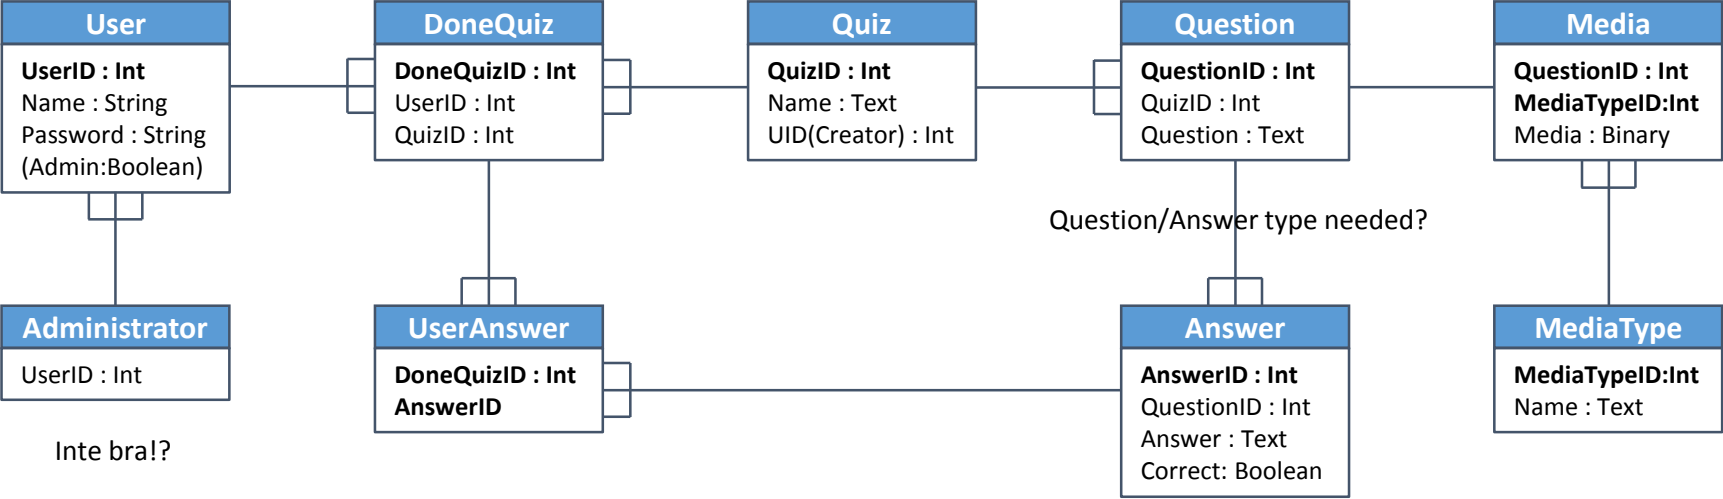 User
UserID : Int
Name : String
Password : String
(Admin:Boolean)
DoneQuiz
DoneQuizID : Int
UserID : Int
QuizID : Int
Quiz
QuizID : Int
Name : Text
UID(Creator) : Int
Question
QuestionID : Int
QuizID : Int
Question : Text
Media
QuestionID : Int
MediaTypeID:Int
Media : Binary
Question/Answer type needed?
Administrator
UserID : Int
Inte bra!?
UserAnswer
DoneQuizID : Int
AnswerID
Answer
AnswerID : Int
QuestionID : Int
Answer : Text
Correct: Boolean
MediaType
MediaTypeID:Int
Name : Text